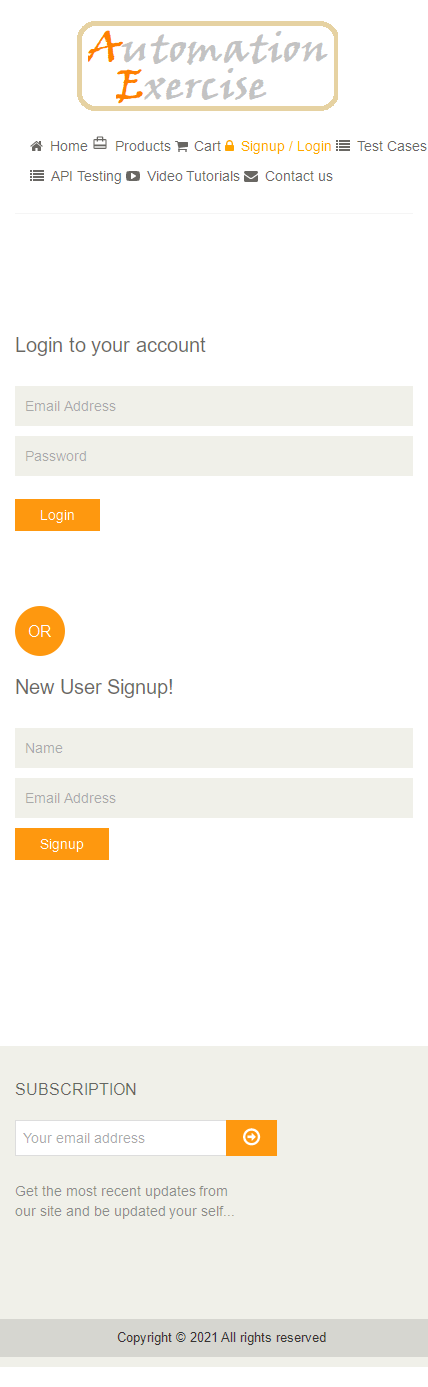 Automation
Exercise
Home Products Cart Signup / Login Test Cases
API Testing Video Tutorials Contact us
Login to your account
Email Address
Password
Login
OR
New User Signup!
Name
Email Address
Signup
SUBSCRIPTION
Your email address
Get the most recent updates from
our site and be updated your self...
Copyright © 2021 All rights reserved